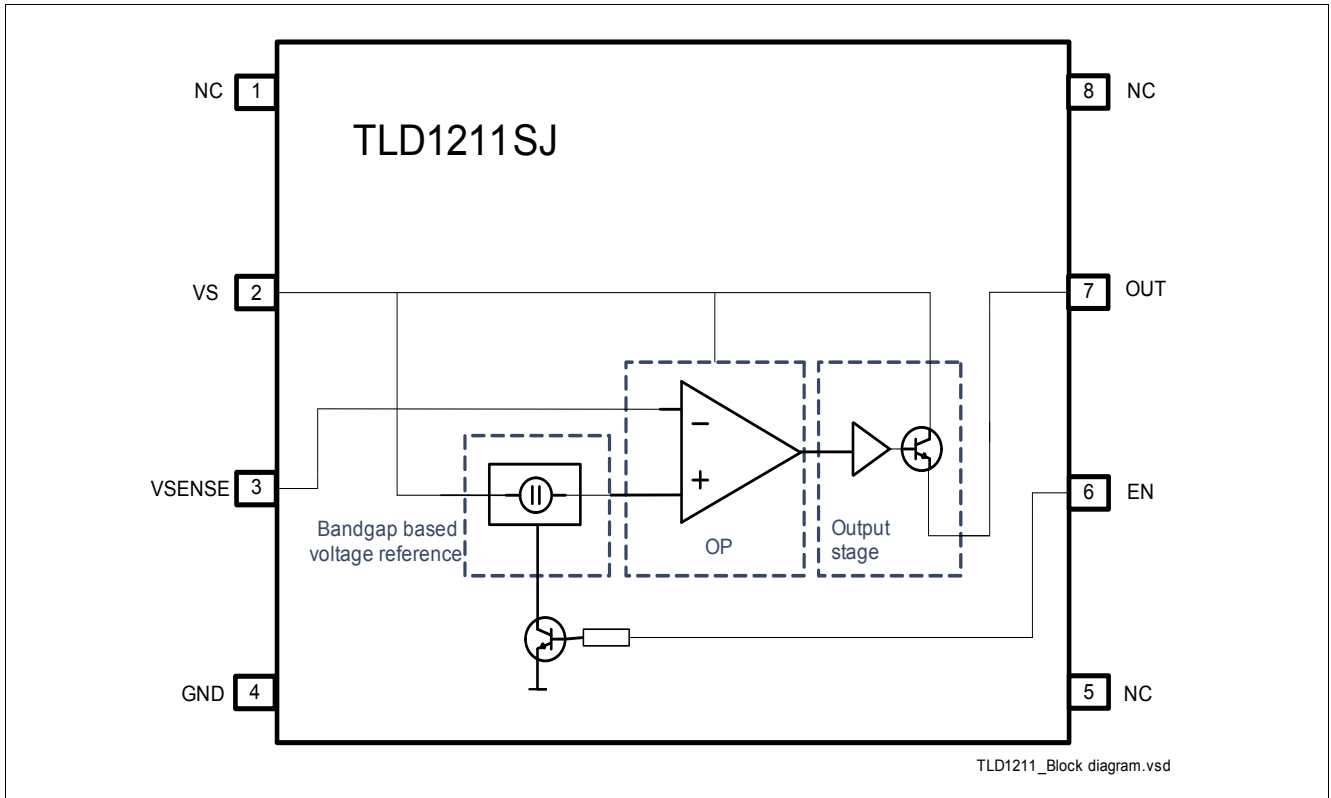 NC 1
8 NC
TLD1211SJ
VS 2
7 OUT
−
VSENSE 3
+
6 EN
Bandgap based
voltage reference
OP
Output
stage
GND 4
5 NC
TLD1211_Block diagram.vsd